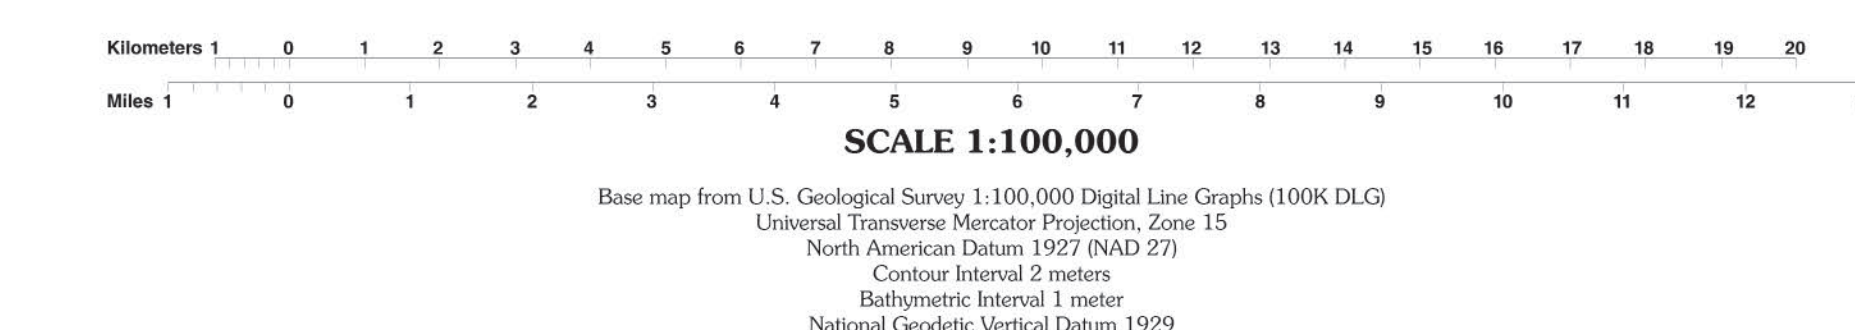 Kilometers 1 0 1 2 3 4 5 6 7 8 9 10 11 12 13 14 15 16 17 18 19 20
Miles 1 0 1 2 3 4 5 6 7 8 9 10 11 12
SCALE 1:100,000
Base map from U.S. Geological Survey 1:100,000 Digital Line Graphs (100K DLG)
Universal Transverse Mercator Projection, Zone 15
North American Datum 1927 (NAD 27)
Contour Interval 2 meters
Bathymetric Interval 1 meter
National Geodetic Vertical Datum 1929